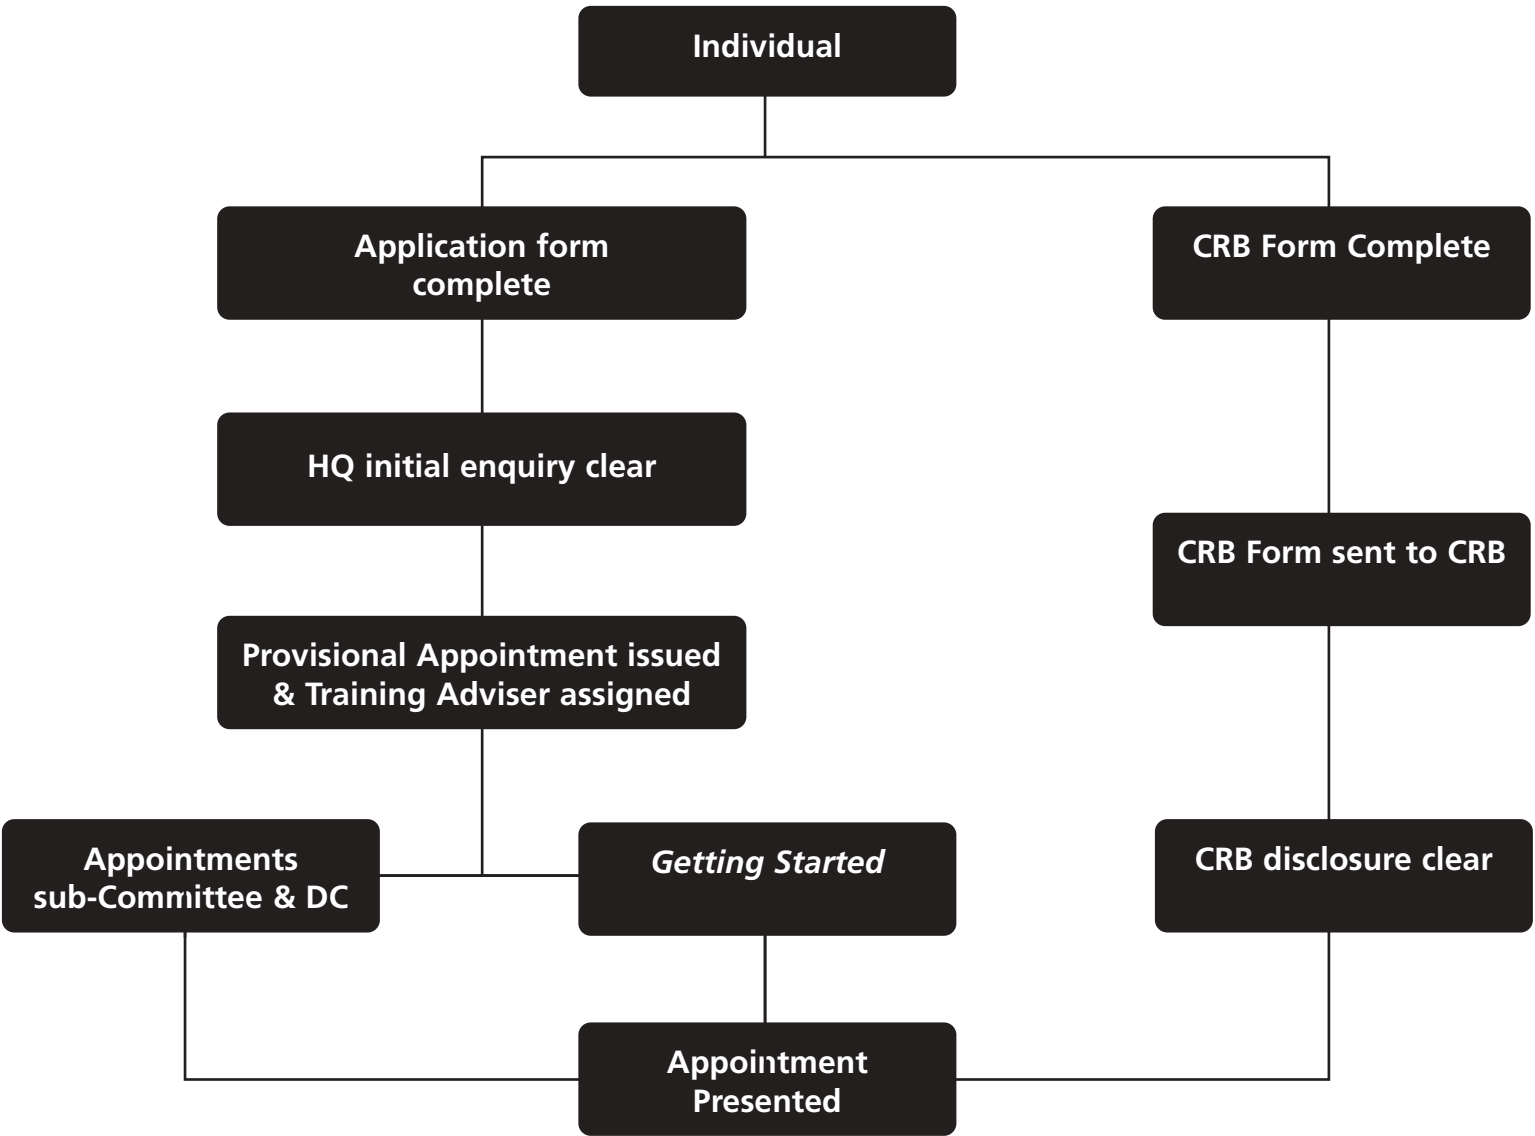 Individual
Application form
complete
CRB Form Complete
HQ initial enquiry clear
CRB Form sent to CRB
Provisional Appointment issued
& Training Adviser assigned
Appointments
sub-Committee & DC
Getting Started
CRB disclosure clear
Appointment
Presented